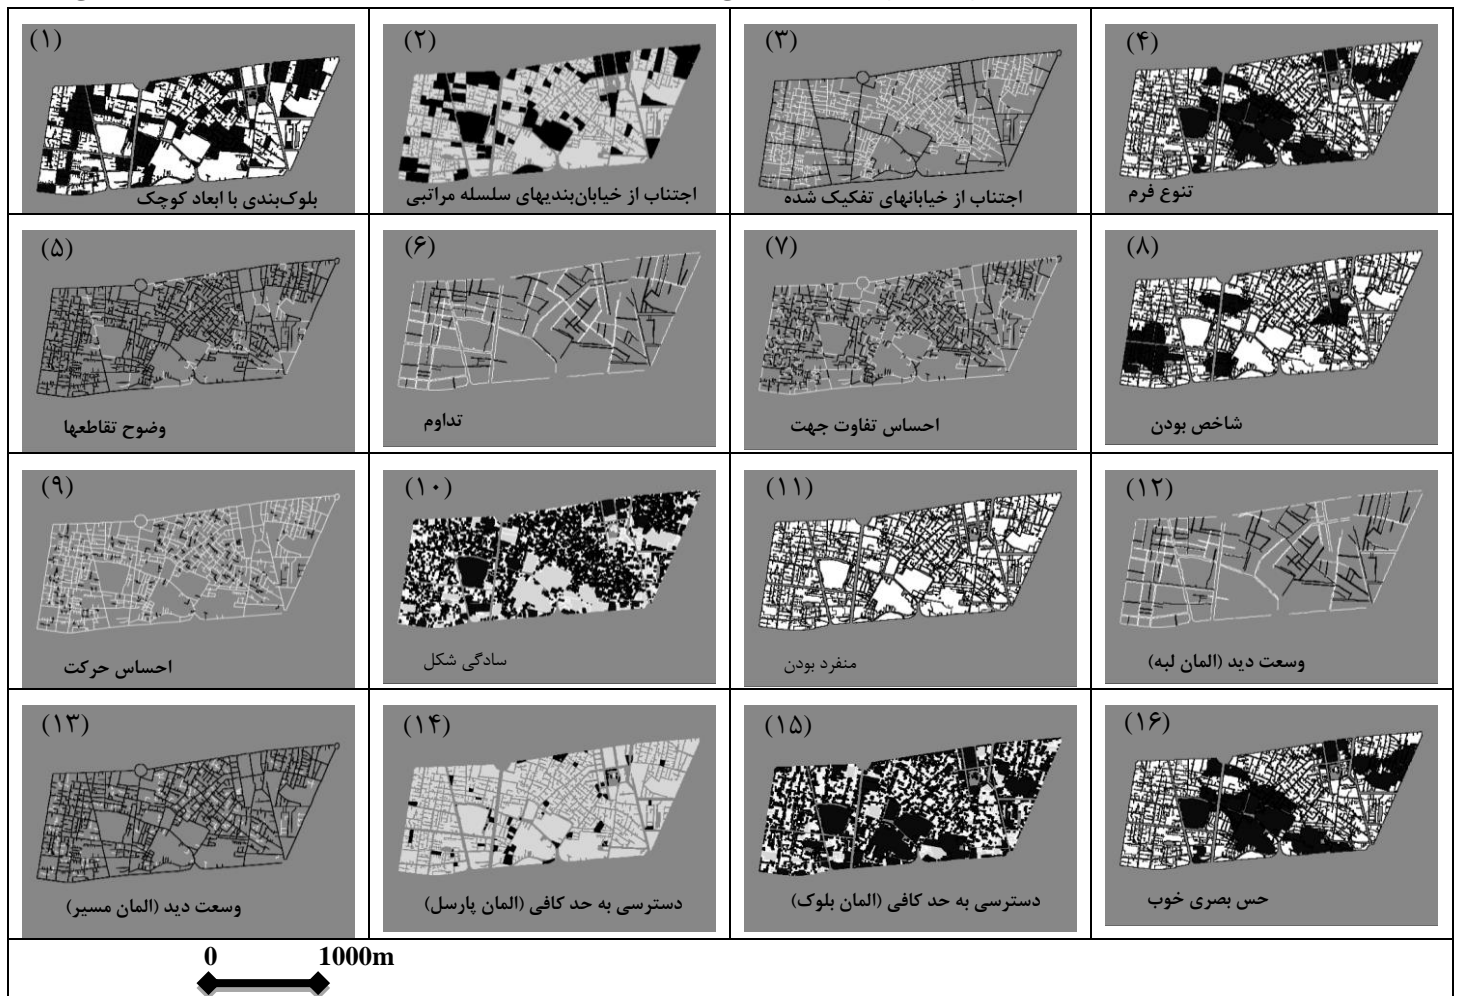 (۱)
بلوک‌بندی با ابعاد کوچک
(۲)
اجتناب از خیابان‌بندیهای سلسله مراتبی
(۳)
اجتناب از خیابانهای تفکیک شده
(۴)
تنوع فرم
(۵)
وضوح تقاطعها
(۶)
تداوم
(۷)
احساس تفاوت جهت
(۸)
شاخص بودن
(۹)
احساس حرکت
(۱۰)
سادگی شکل
(۱۱)
منفرد بودن
(۱۲)
وسعت دید (المان لبه)
(۱۳)
وسعت دید (المان مسیر)
(۱۴)
دسترسی به حد کافی (المان پارسل)
(۱۵)
دسترسی به حد کافی (المان بلوک)
(۱۶)
حس بصری خوب
0 1000m